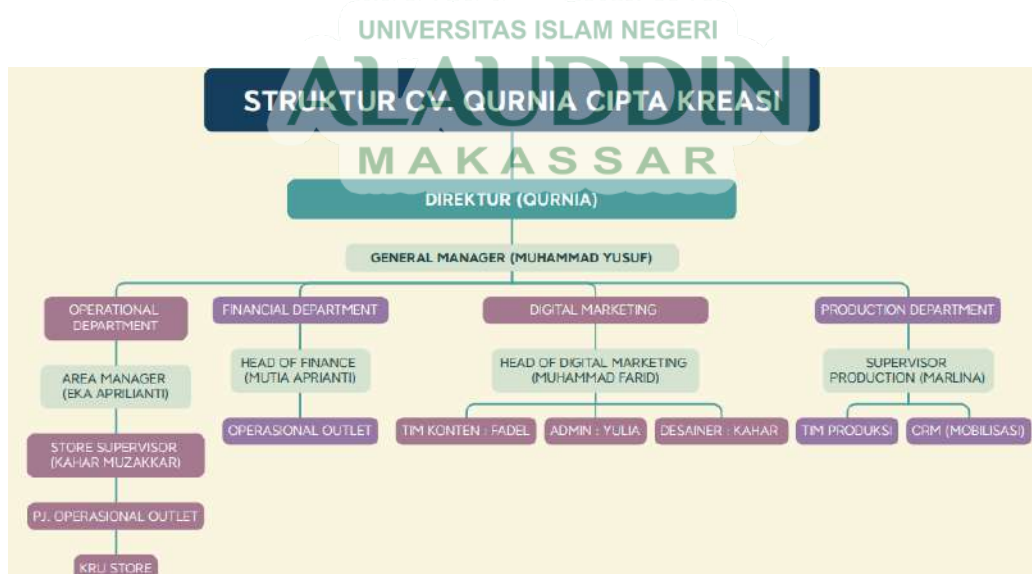 UNIVERSITAS ISLAM NEGERI
ALAUDDIN
STRUKTUR CV. QURNIA CIPTA KREASI
MAKASSAR
DIREKTUR (QURNIA)
GENERAL MANAGER (MUHAMMAD YUSUF)
OPERATIONAL
DEPARTMENT
AREA MANAGER
(EKA APRILIANTI)
STORE SUPERVISOR
(KAHAR MUZAKKAR)
PJ. OPERASIONAL OUTLET
KRU STORE
FINANCIAL DEPARTMENT
HEAD OF FINANCE
(MUTIA APRIANTI)
OPERASIONAL OUTLET
DIGITAL MARKETING
HEAD OF DIGITAL MARKETING
(MUHAMMAD FARID)
TIM KONTEN : FADEL
ADMIN : YULIA
DESAINER : KAHAR
PRODUCTION DEPARTMENT
SUPERVISOR
PRODUCTION (MARLINA)
TIM PRODUKSI
CRM (MOBILISASI)